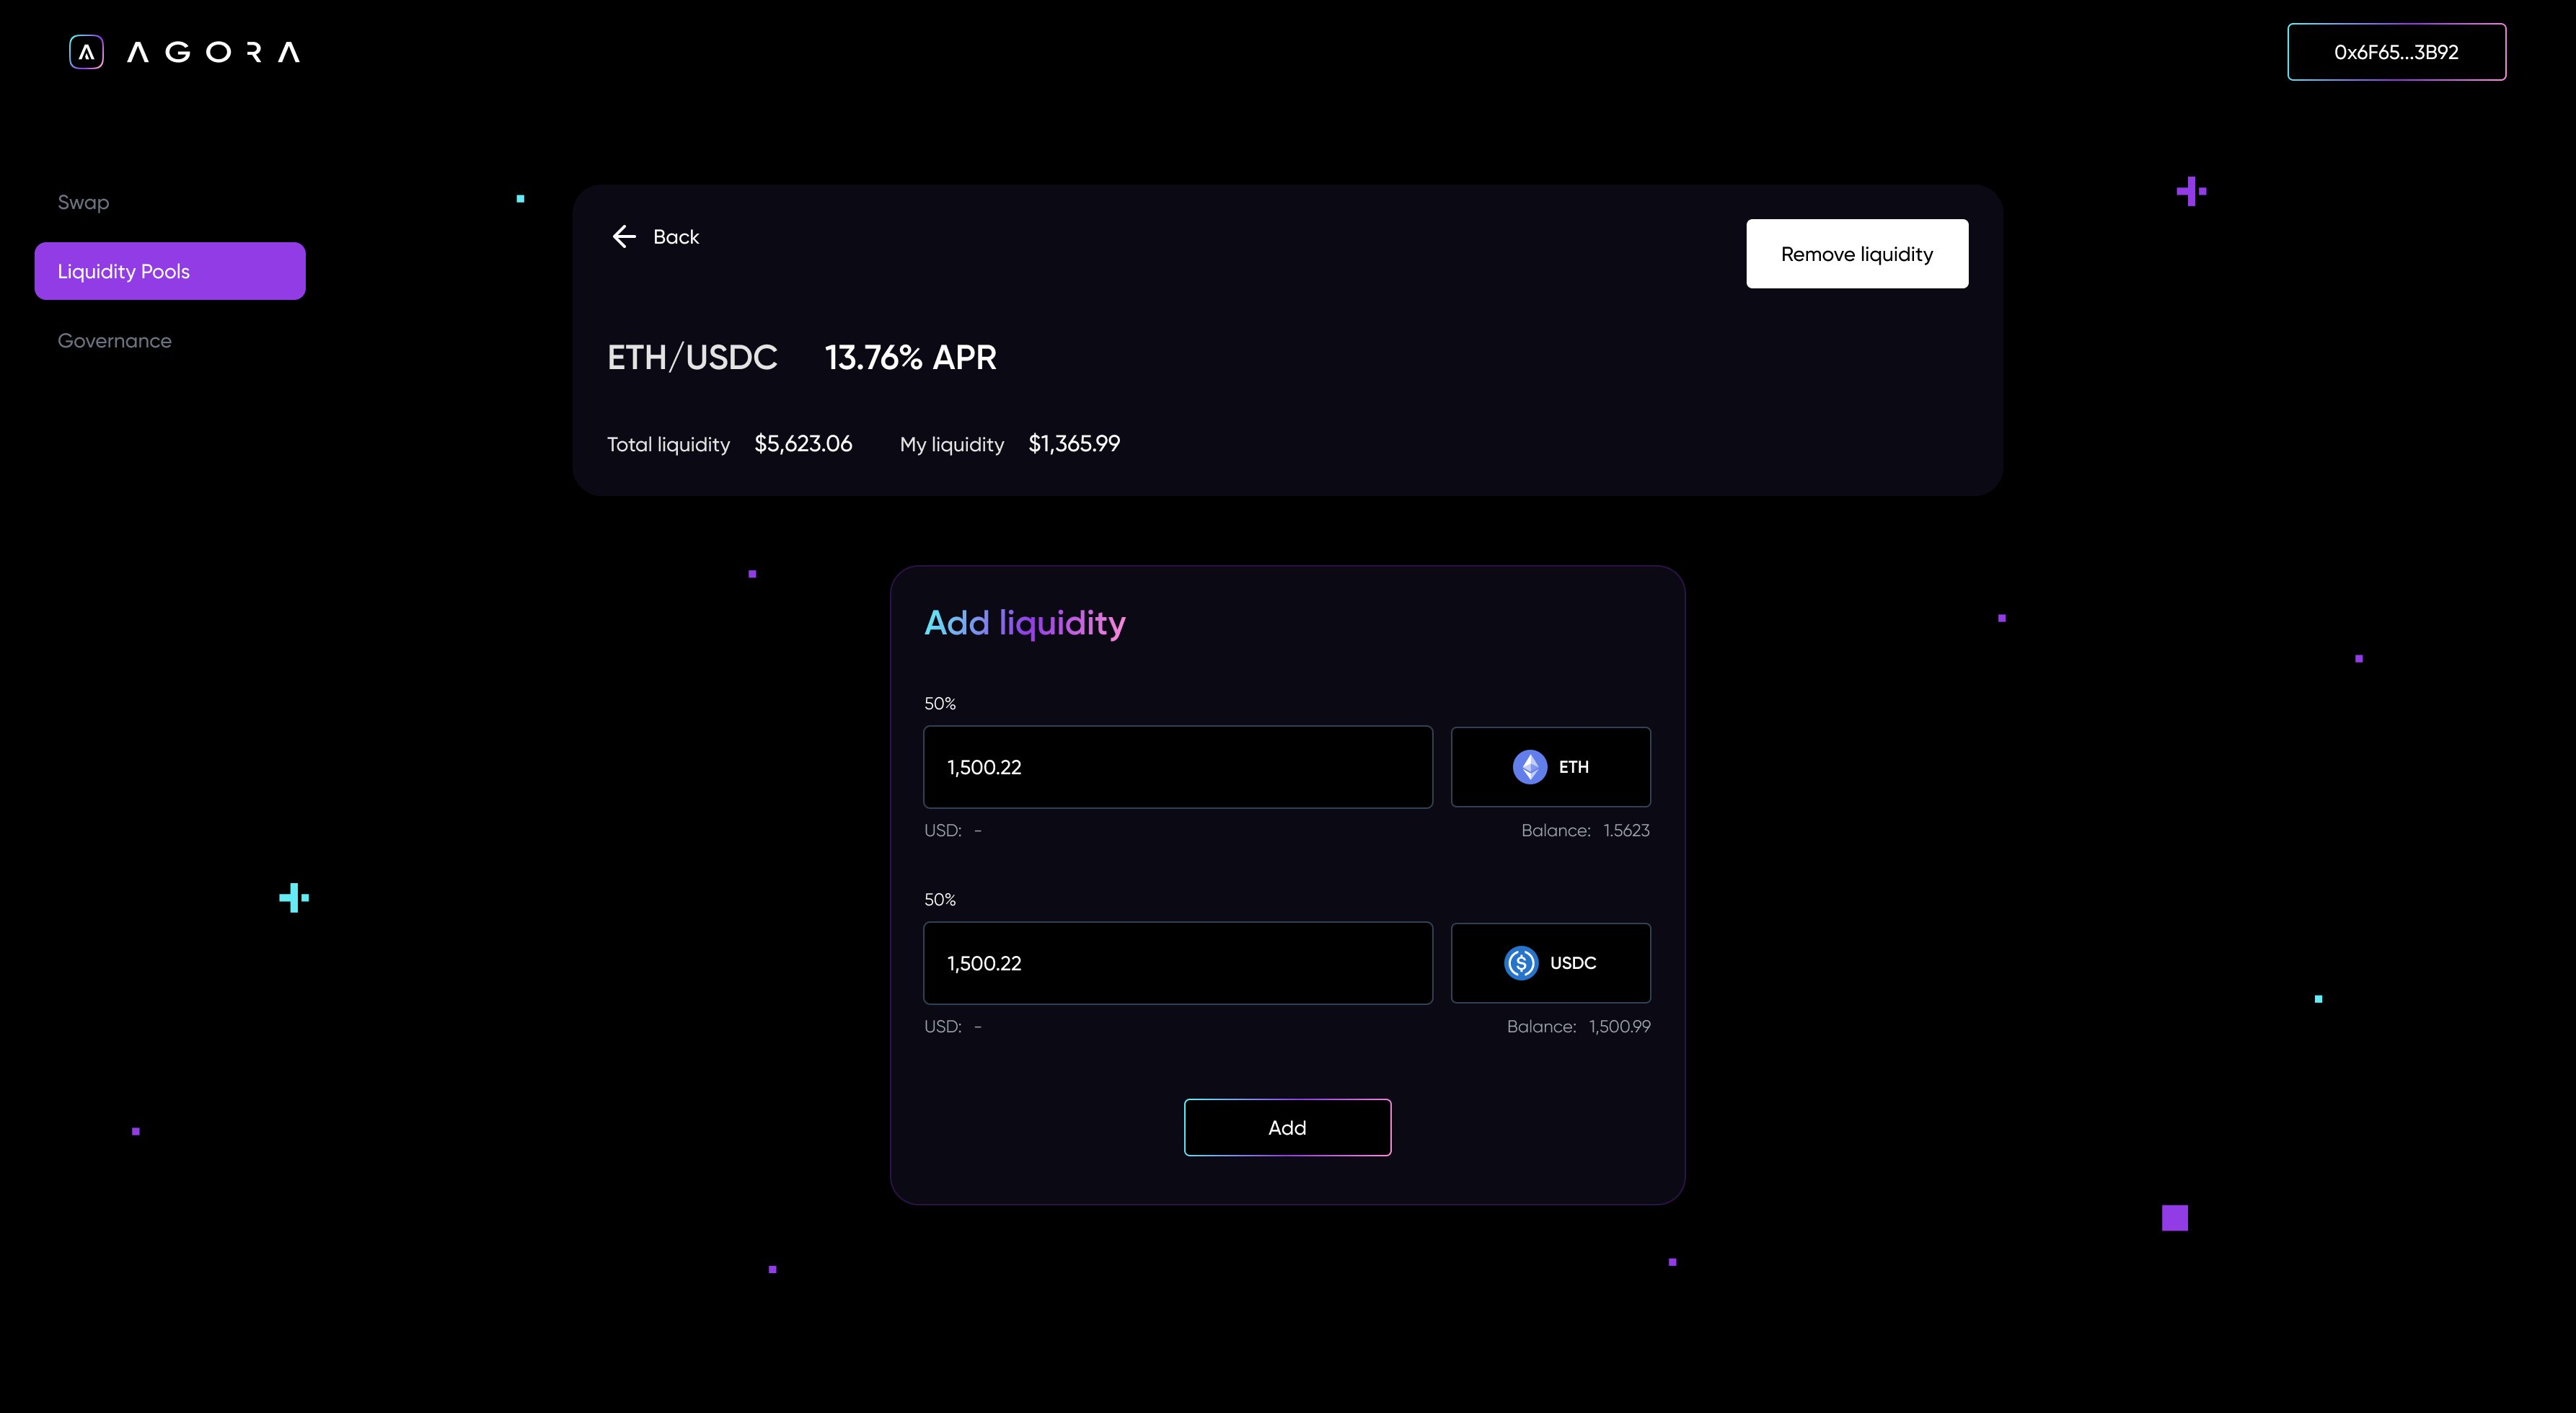 AGORA
0x6F65...3B92
Swap
Liquidity Pools
Governance
Back
Remove liquidity
ETH/USDC 13.76% APR
Total liquidity $5,623.06 My liquidity $1,365.99
Add liquidity
50%
1,500.22 ETH
USD: - Balance: 1.5623
50%
1,500.22 USDC
USD: - Balance: 1,500.99
Add